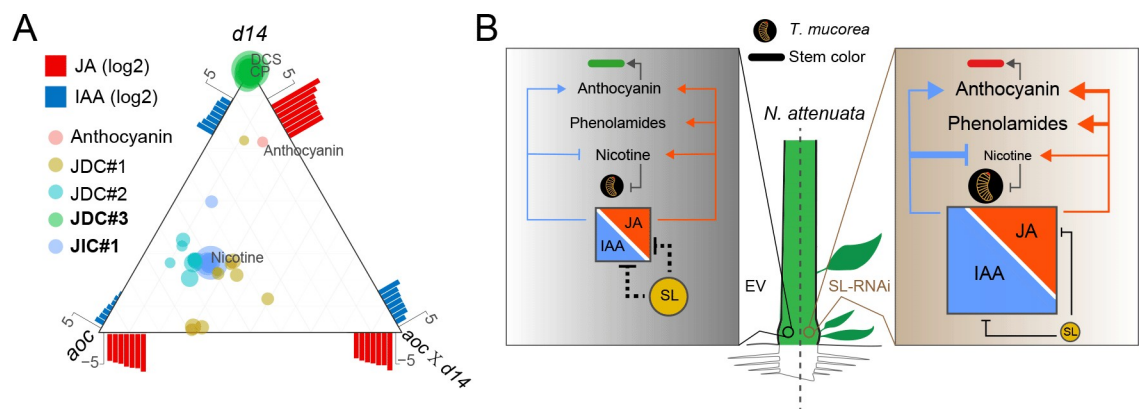 A
d14
DCS
CP
5
5
JA (log2)
IAA (log2)
Anthocyanin
JDC#1
JDC#2
JDC#3
JIC#1
Anthocyanin
Nicotine
5
aoc
−5
−5
5
aoc X d14
B
T. mucorea
Stem color
N. attenuata
Anthocyanin
Phenolamides
Nicotine
JA
IAA
SL
EV
SL-RNAi
Anthocyanin
Phenolamides
Nicotine
JA
IAA
SL